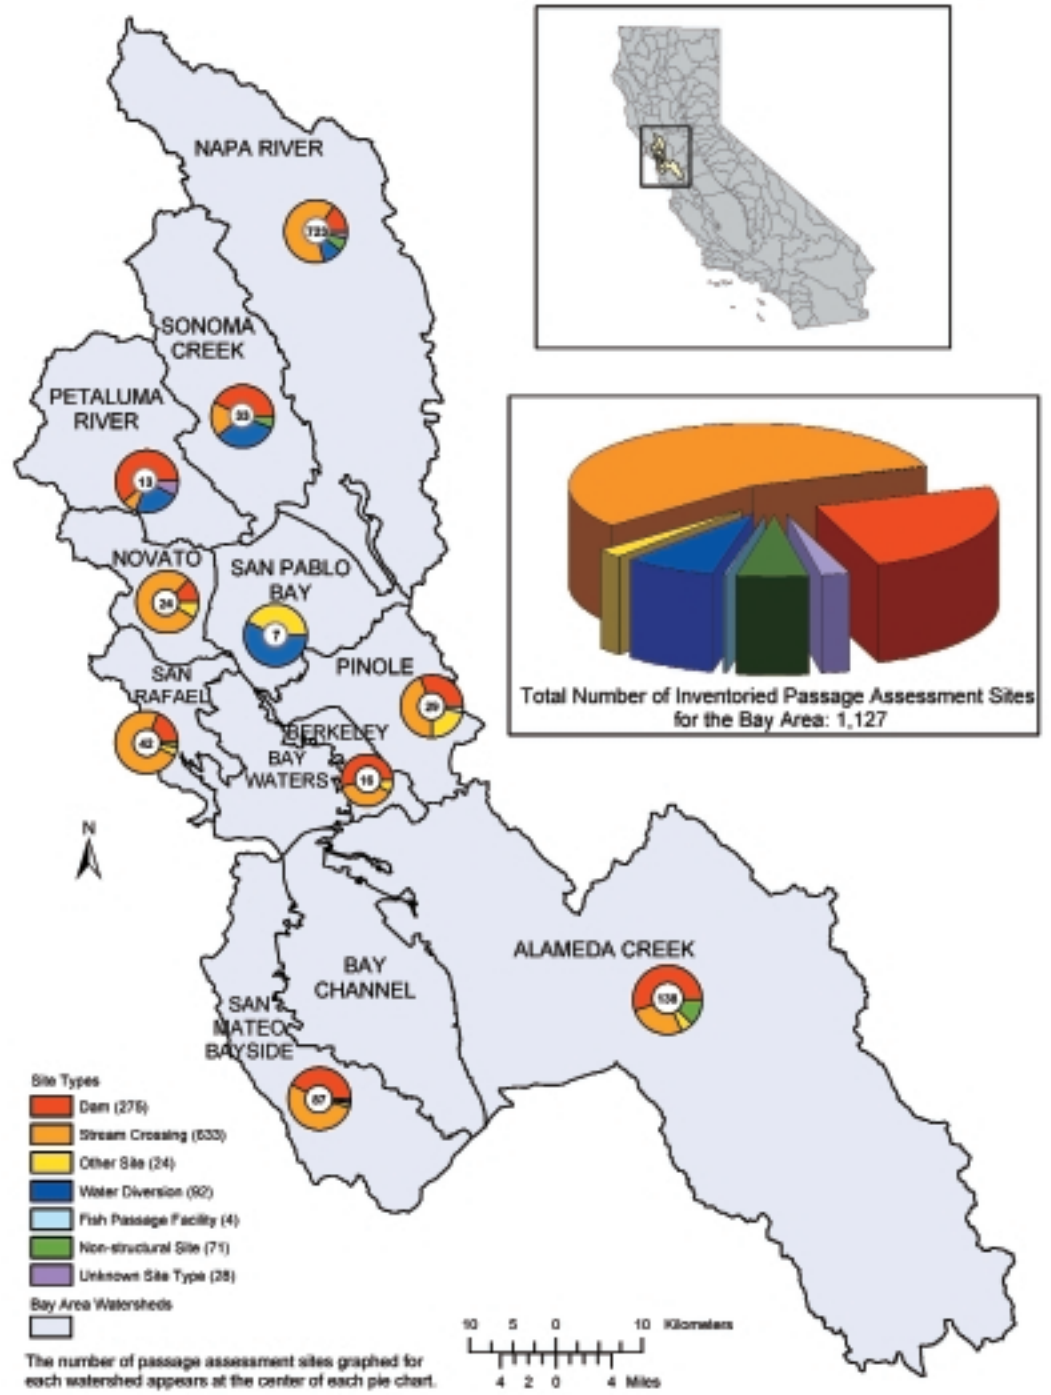 NAPA RIVER
725
SONOMA
CREEK
33
PETALUMA
RIVER
13
NOVATO
24
SAN PABLO
BAY
7
PINOLE
29
SAN
RAFAEL
42
BERKELEY
16
BAY
WATERS
N
ALAMEDA CREEK
BAY
CHANNEL
SAN
MATEO
BAYSIDE
Total Number of Inventoried Passage Assessment Sites
for the Bay Area: 1,127
Site Types
Dam (275)
Stream Crossing (633)
Other Site (24)
Water Diversion (92)
Fish Passage Facility (4)
Non-structural Site (71)
Unknown Site Type (28)
Bay Area Watersheds
The number of passage assessment sites graphed for
each watershed appears at the center of each pie chart.
10 5 0 10 Kilometers
4 2 0 4 Miles